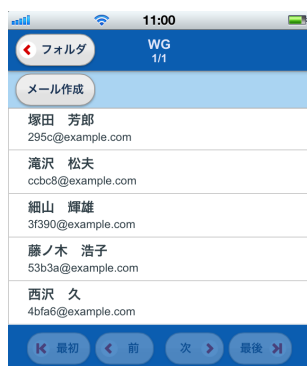 11:00
フォルダ
WG
1/1
メール作成
塚田　芳郎
295c@example.com
滝沢　松夫
ccbc8@example.com
細山　輝雄
3f390@example.com
藤ノ木　浩子
53b3a@example.com
西沢　久
4bfa6@example.com
最初 前 次 最後